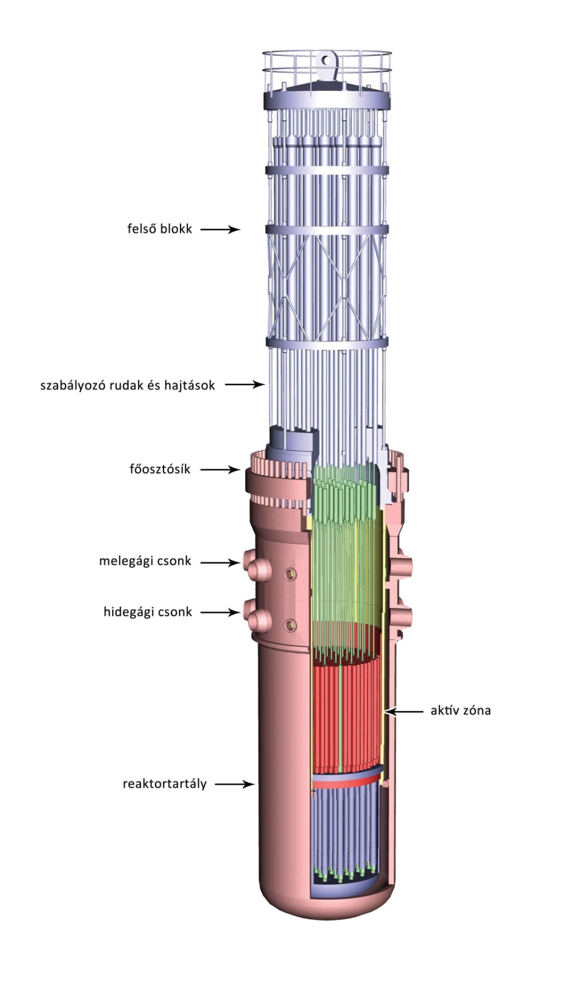 felső blokk
szabályozó rudak és hajtások
főosztósík
melegági csonk
hidegági csonk
aktív zóna
reaktortartály